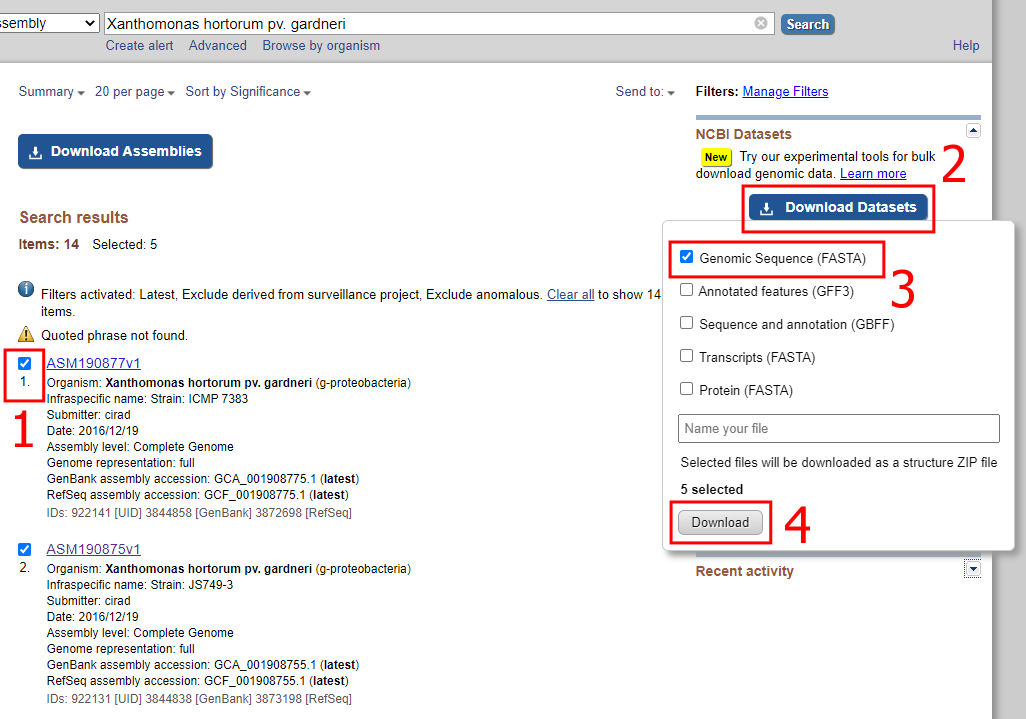 Xanthomonas hortorum pv. gardneri
Search
Create alert Advanced Browse by organism
Help
Summary 20 per page Sort by Significance
Send to:
Filters: Manage Filters
Download Assemblies
NCBI Datasets
New Try our experimental tools for bulk
download genomic data. Learn more
2
Download Datasets
Search results
Items: 14 Selected: 5
Genomic Sequence (FASTA)
3
Annotated features (GFF3)
Sequence and annotation (GBFF)
Transcripts (FASTA)
Protein (FASTA)
Name your file
Selected files will be downloaded as a structure ZIP file
5 selected
Download
4
Recent activity
Filters activated: Latest, Exclude derived from surveillance project, Exclude anomalous. Clear all to show 14
items.
Quoted phrase not found.
ASM190877v1
1.
1
Organism: Xanthomonas hortorum pv. gardneri (g-proteobacteria)
Infraspecific name: Strain: ICMP 7383
Submitter: cirad
Date: 2016/12/19
Assembly level: Complete Genome
Genome representation: full
GenBank assembly accession: GCA_001908775.1 (latest)
RefSeq assembly accession: GCF_001908775.1 (latest)
IDs: 922141 [UID] 3844858 [GenBank] 3872698 [RefSeq]
ASM190875v1
2.
Organism: Xanthomonas hortorum pv. gardneri (g-proteobacteria)
Infraspecific name: Strain: JS749-3
Submitter: cirad
Date: 2016/12/19
Assembly level: Complete Genome
Genome representation: full
GenBank assembly accession: GCA_001908755.1 (latest)
RefSeq assembly accession: GCF_001908755.1 (latest)
IDs: 922131 [UID] 3844838 [GenBank] 3873198 [RefSeq]